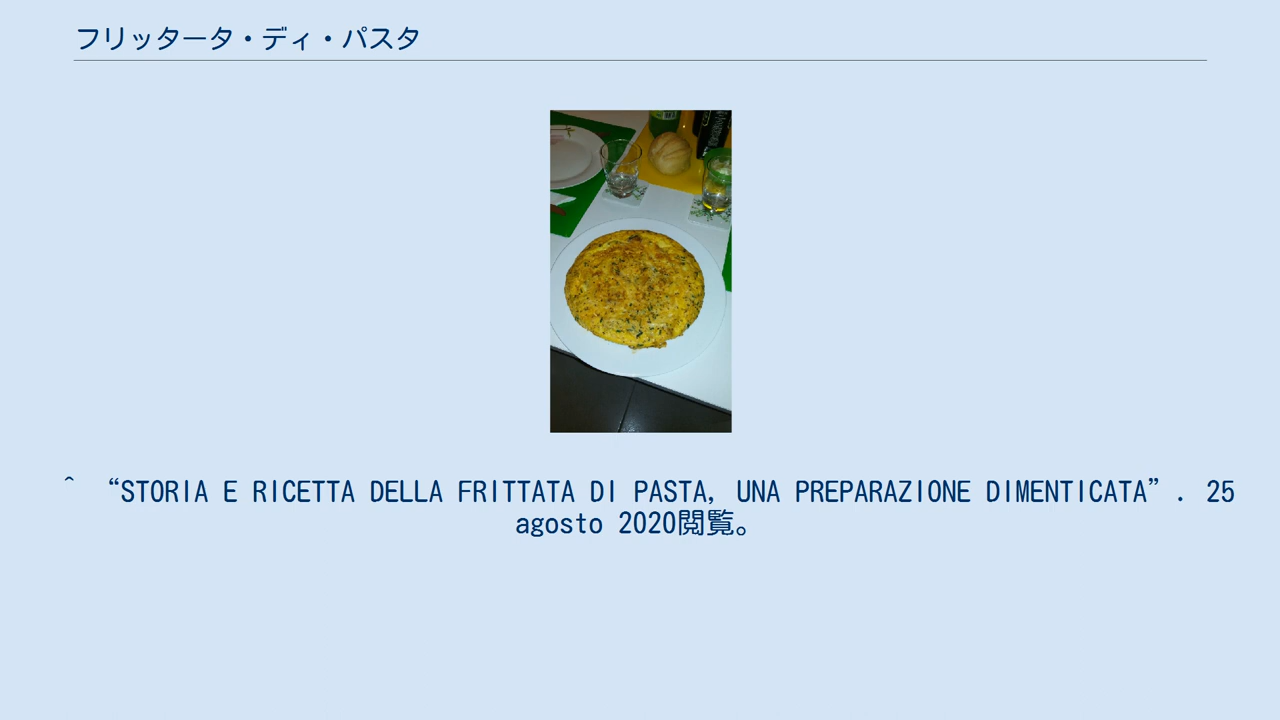 フリッタータ・ディ・パスタ
^ “STORIA E RICETTA DELLA FRITTATA DI PASTA, UNA PREPARAZIONE DIMENTICATA”. 25
agosto 2020閲覧。